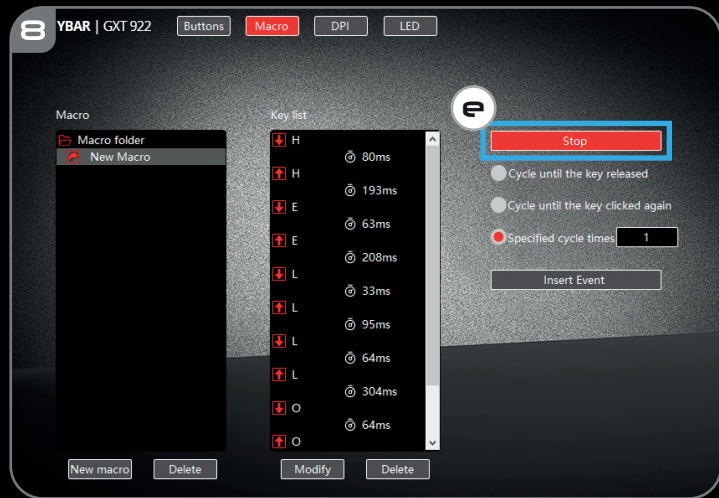 8 YBAR | GXT 922 Buttons Macro DPI LED
Macro
Macro folder
New Macro
New macro Delete
Key list
H
80ms
H
193ms
E
63ms
E
208ms
L
33ms
L
95ms
L
64ms
L
304ms
O
64ms
O
Modify Delete
e
Stop
Cycle until the key released
Cycle until the key clicked again
Specified cycle times 1
Insert Event